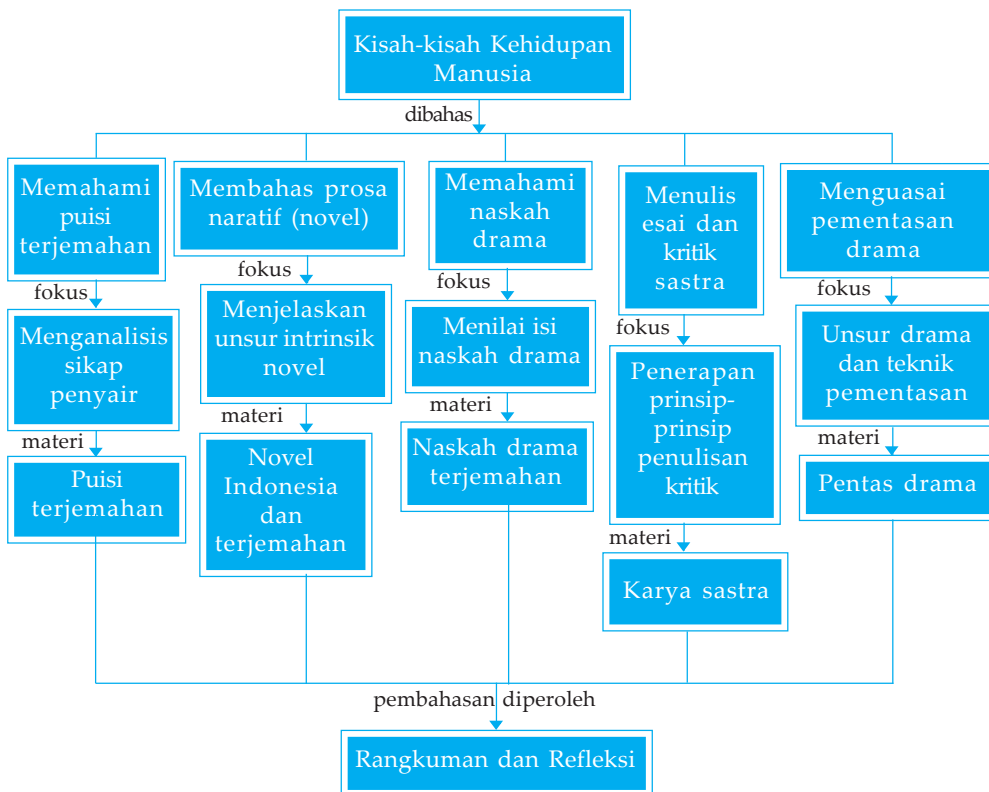 Kisah-kisah Kehidupan
Manusia
dibahas
Memahami
puisi
terjemahan
fokus
Menganalisis
sikap
penyair
materi
Puisi
terjemahan
Membahas prosa
naratif (novel)
fokus
Menjelaskan
unsur intrinsik
novel
materi
Novel
Indonesia
dan
terjemahan
Memahami
naskah
drama
fokus
Menilai isi
naskah drama
materi
Naskah drama
terjemahan
Menulis
esai dan
kritik
sastra
fokus
Penerapan
prinsip-
prinsip
penulisan
kritik
materi
Karya sastra
Menguasai
pementasan
drama
fokus
Unsur drama
dan teknik
pementasan
materi
Pentas drama
pembahasan diperoleh
Rangkuman dan Refleksi